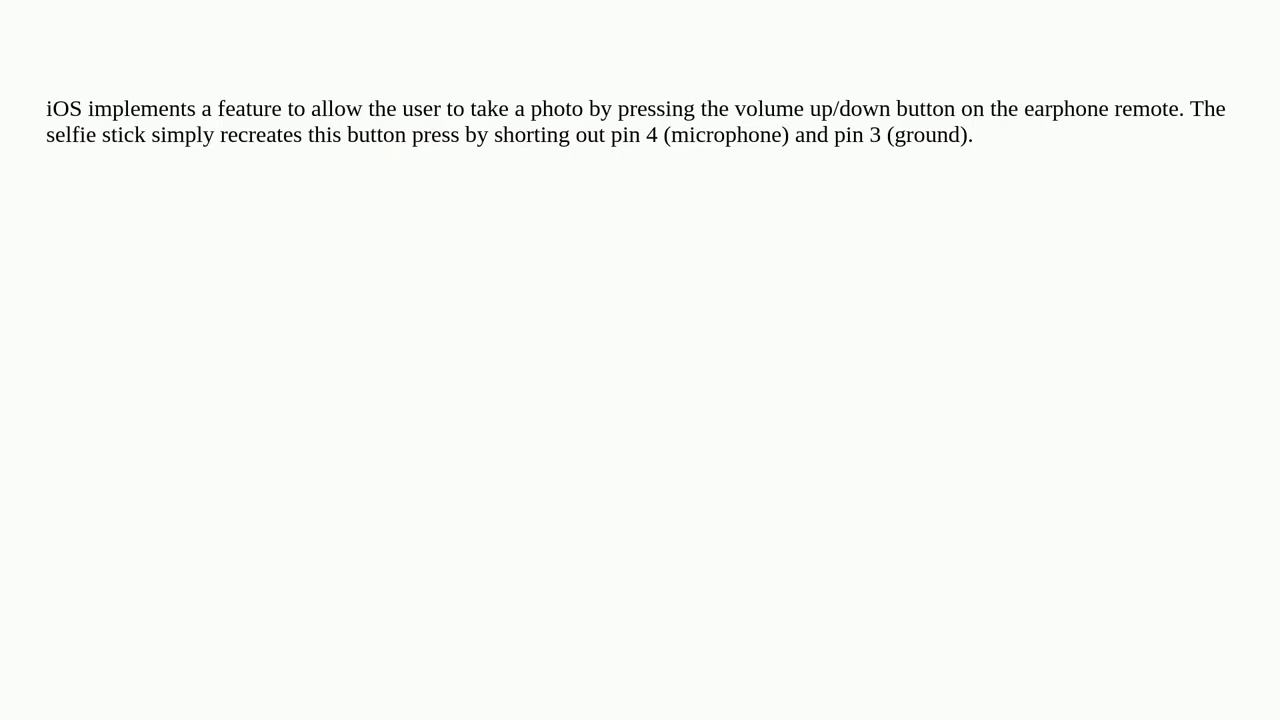 iOS implements a feature to allow the user to take a photo by pressing the volume up/down button on the earphone remote. The
selfie stick simply recreates this button press by shorting out pin 4 (microphone) and pin 3 (ground).